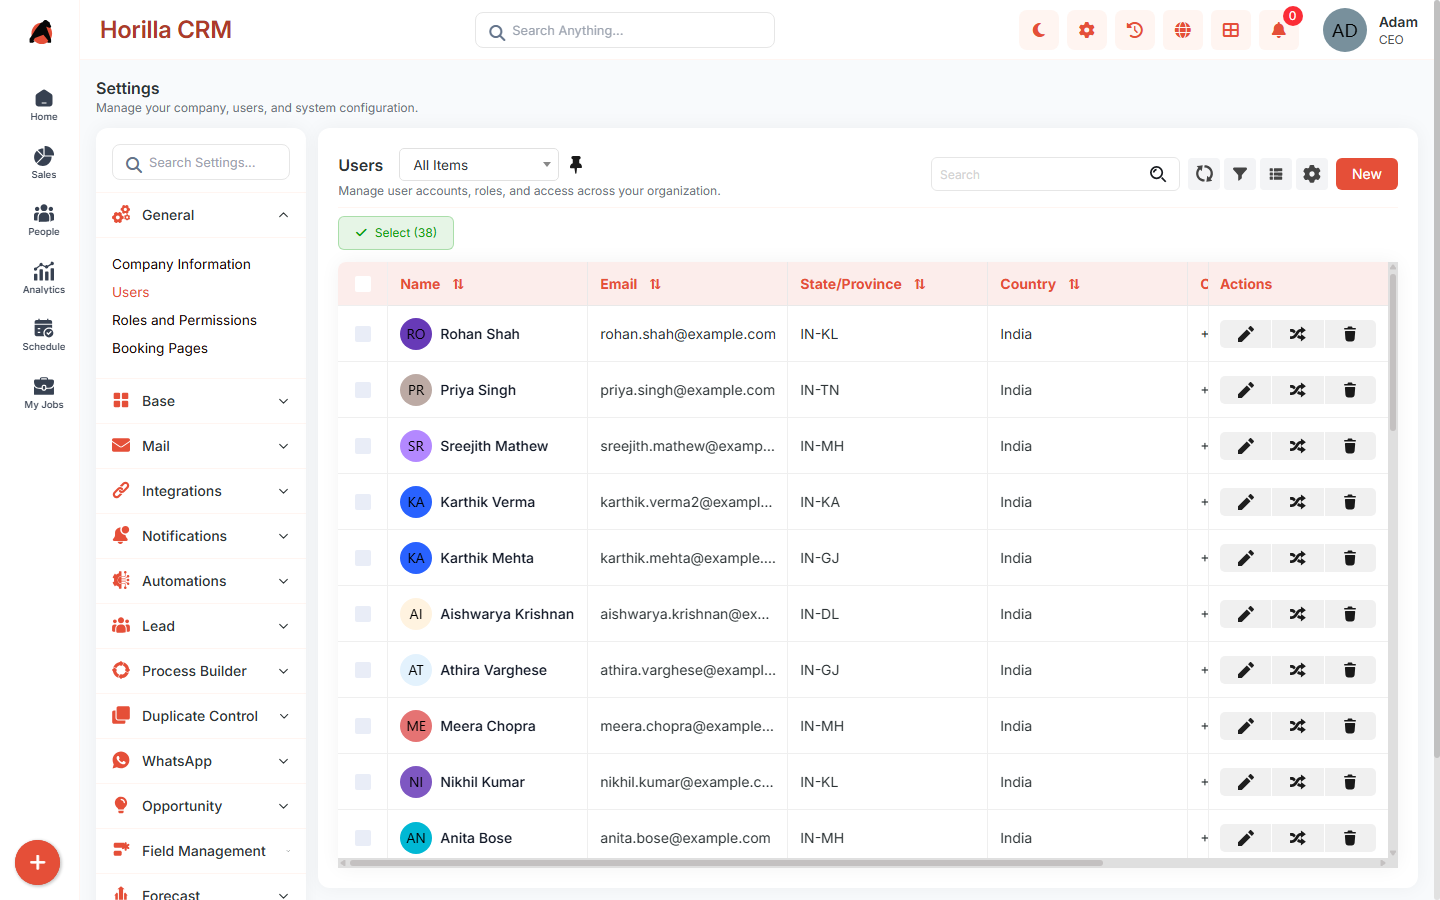 Horilla CRM
Search Anything...
0
AD
Adam
CEO
Home
Sales
People
Analytics
Schedule
My Jobs
Settings
Manage your company, users, and system configuration.
Search Settings...
General
Company Information
Users
Roles and Permissions
Booking Pages
Base
Mail
Integrations
Notifications
Automations
Lead
Process Builder
Duplicate Control
WhatsApp
Opportunity
Field Management
Forecast
Users
All Items
Manage user accounts, roles, and access across your organization.
Search
New
Select (38)
Name Email State/Province Country C Actions
RO Rohan Shah rohan.shah@example.com IN-KL India +
PR Priya Singh priya.singh@example.com IN-TN India +
SR Sreejith Mathew sreejith.mathew@examp... IN-MH India +
KA Karthik Verma karthik.verma2@exampl... IN-KA India +
KA Karthik Mehta karthik.mehta@example.... IN-GJ India +
AI Aishwarya Krishnan aishwarya.krishnan@ex... IN-DL India +
AT Athira Varghese athira.varghese@exampl... IN-GJ India +
ME Meera Chopra meera.chopra@example... IN-MH India +
NI Nikhil Kumar nikhil.kumar@example.c... IN-KL India +
AN Anita Bose anita.bose@example.com IN-MH India +